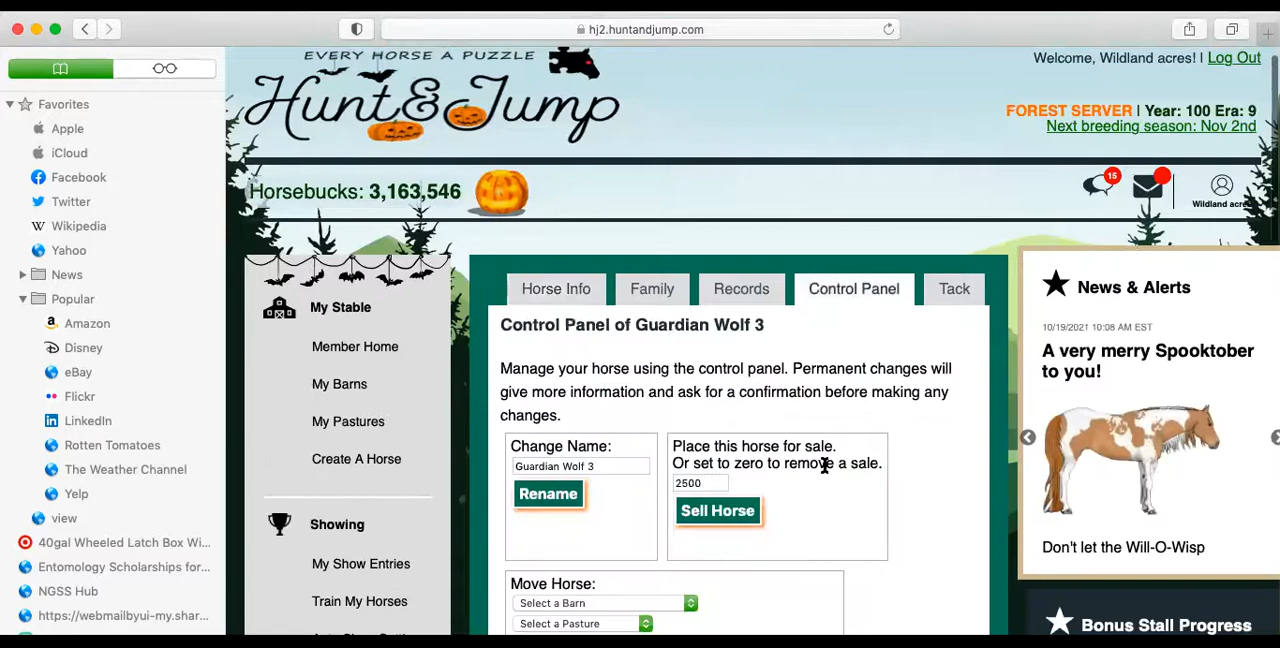 hj2.huntandjump.com
Favorites
Apple
iCloud
Facebook
Twitter
W Wikipedia
Yahoo
News
Popular
Amazon
Disney
eBay
Flickr
LinkedIn
Rotten Tomatoes
The Weather Channel
Yelp
view
40gal Wheeled Latch Box Wi...
Entomology Scholarships for...
NGSS Hub
https://webmailbyui-my.shar...
EVERY HORSE A PUZZLE
Hunt&Jump
Welcome, Wildland acres! | Log Out
FOREST SERVER | Year: 100 Era: 9
Next breeding season: Nov 2nd
Horsebucks: 3,163,546
15
Wildland acres
My Stable
Member Home
My Barns
My Pastures
Create A Horse
Showing
My Show Entries
Train My Horses
Horse Info
Family
Records
Control Panel
Tack
Control Panel of Guardian Wolf 3
Manage your horse using the control panel. Permanent changes will
give more information and ask for a confirmation before making any
changes.
Change Name:
Guardian Wolf 3
Rename
Place this horse for sale.
Or set to zero to remove a sale.
2500
Sell Horse
Move Horse:
Select a Barn
Select a Pasture
News & Alerts
10/19/2021 10:08 AM EST
A very merry Spooktober
to you!
Don't let the Will-O-Wisp
Bonus Stall Progress